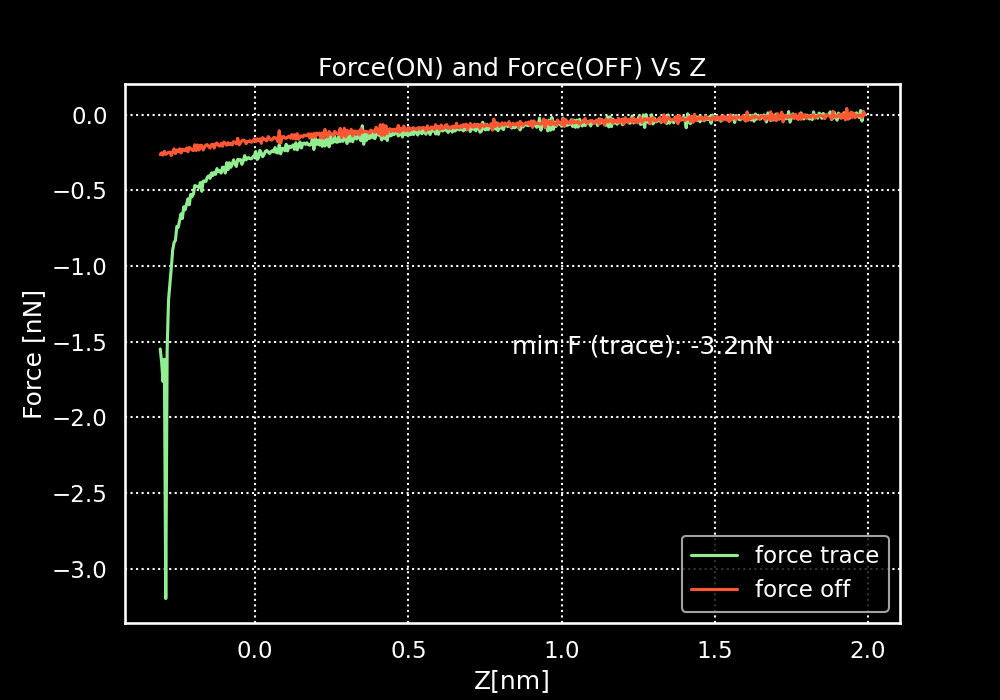 Force(ON) and Force(OFF) Vs Z
0.0
−0.5
−1.0
−1.5
−2.0
−2.5
−3.0
Force [nN]
min F (trace): -3.2nN
force trace
force off
0.0 0.5 1.0 1.5 2.0
Z[nm]